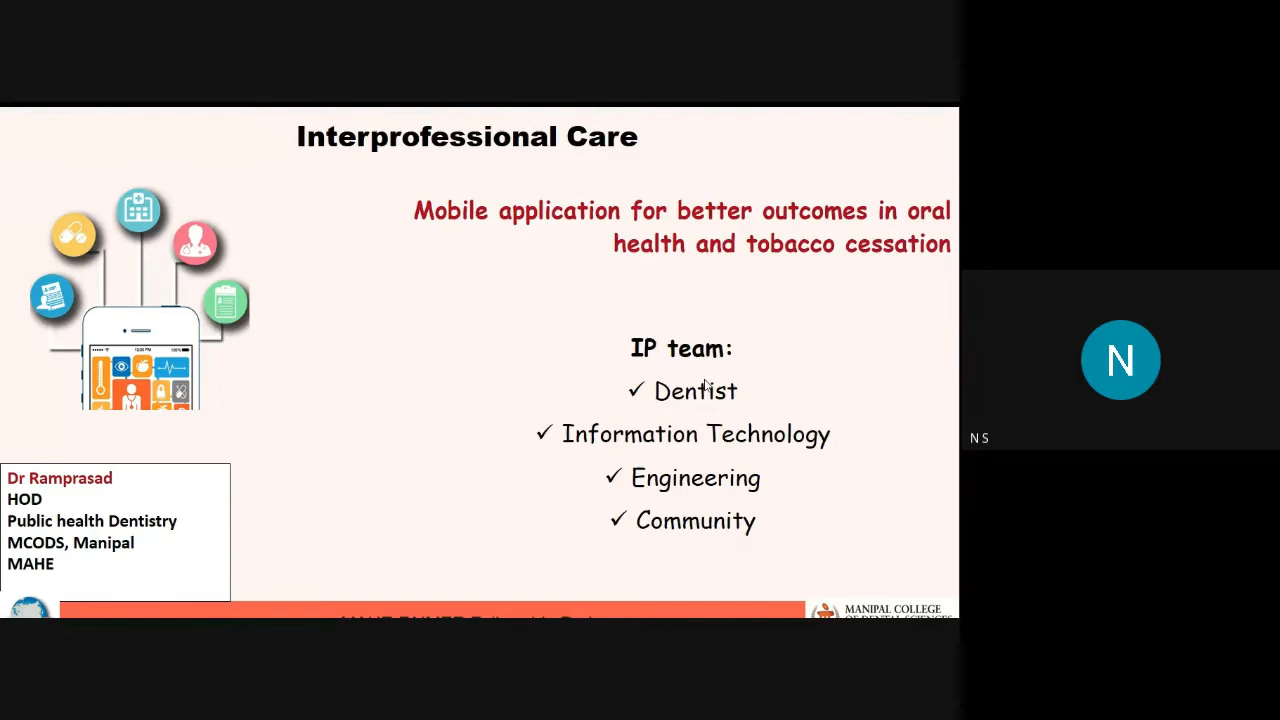 Interprofessional Care
Mobile application for better outcomes in oral
health and tobacco cessation
IP team:
✓ Dentist
✓ Information Technology
✓ Engineering
✓ Community
Dr Ramprasad
HOD
Public health Dentistry
MCODS, Manipal
MAHE
MANIPAL COLLEGE
OF DENTAL SCIENCES
N
N S